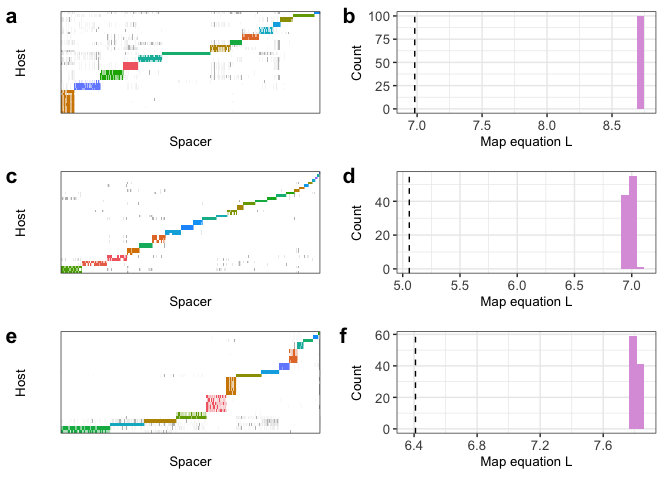 a
Host
Spacer
b
Count
100
75
50
25
0
7.0 7.5 8.0 8.5
Map equation L
c
Host
Spacer
d
Count
40
20
0
5.0 5.5 6.0 6.5 7.0
Map equation L
e
Host
Spacer
f
Count
60
40
20
0
6.4 6.8 7.2 7.6
Map equation L